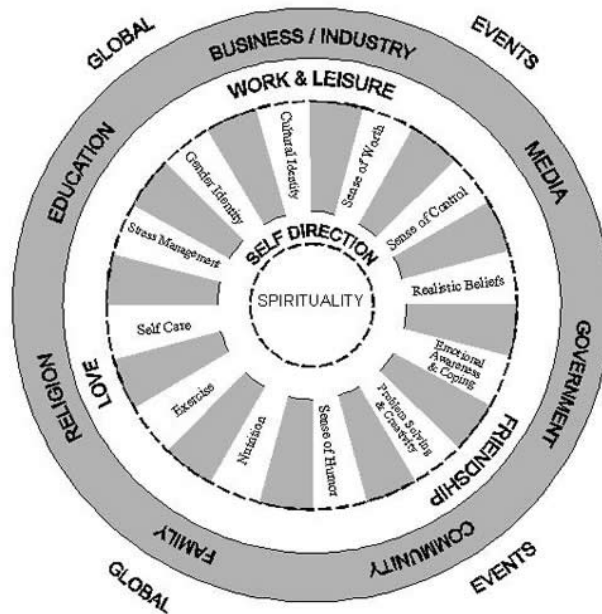 GLOBAL
EVENTS
BUSINESS / INDUSTRY
MEDIA
GOVERNMENT
COMMUNITY
FAMILY
RELIGION
EDUCATION
GLOBAL
EVENTS
WORK & LEISURE
FRIENDSHIP
LOVE
Sense of Worth
Sense of Control
Realistic Beliefs
Emotional
Awareness
& Coping
Problem Solving
& Creativity
Sense of Humor
Nutrition
Exercise
Self Care
Stress Management
Gender Identity
Cultural Identity
SELF DIRECTION
SPIRITUALITY